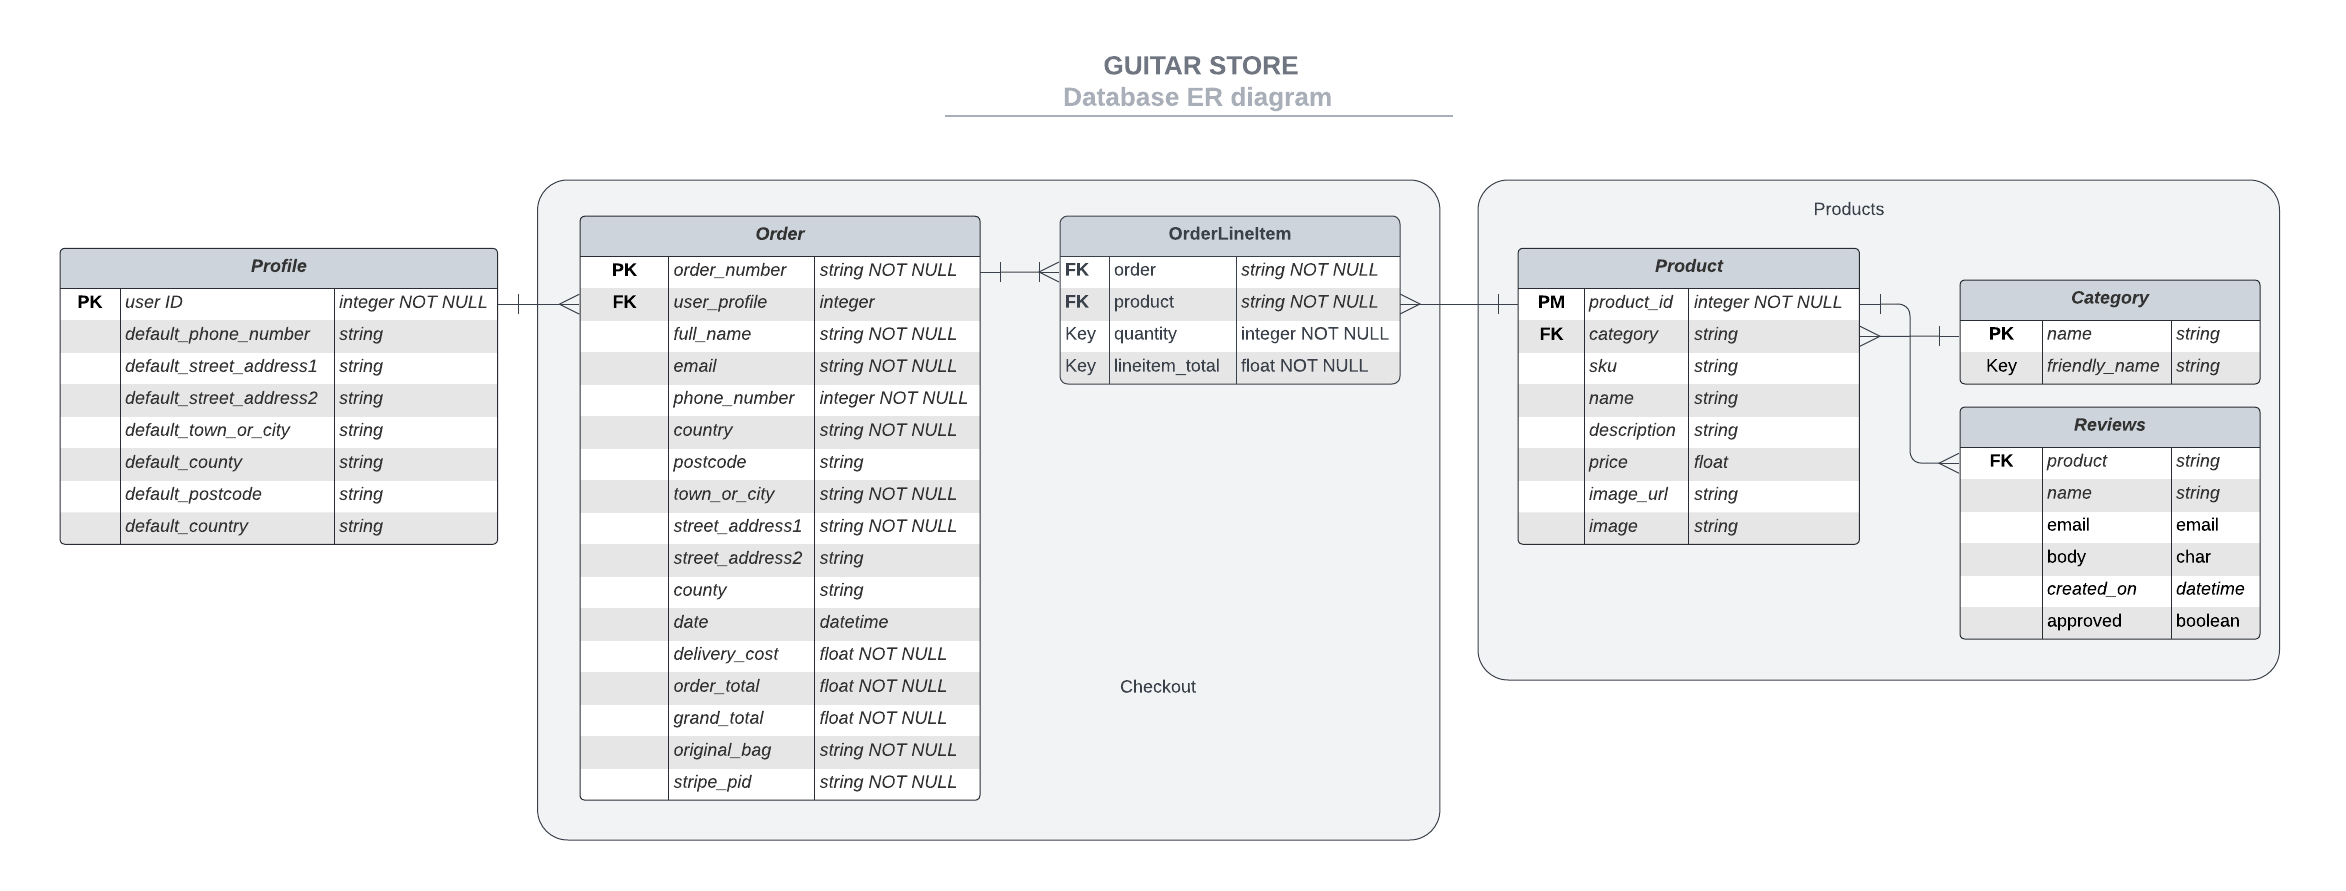 GUITAR STORE
Database ER diagram
Profile
PK user ID integer NOT NULL
default_phone_number string
default_street_address1 string
default_street_address2 string
default_town_or_city string
default_county string
default_postcode string
default_country string
Order
PK order_number string NOT NULL
FK user_profile integer
full_name string NOT NULL
email string NOT NULL
phone_number integer NOT NULL
country string NOT NULL
postcode string
town_or_city string NOT NULL
street_address1 string NOT NULL
street_address2 string
county string
date datetime
delivery_cost float NOT NULL
order_total float NOT NULL
grand_total float NOT NULL
original_bag string NOT NULL
stripe_pid string NOT NULL
OrderLineItem
FK order string NOT NULL
FK product string NOT NULL
Key quantity integer NOT NULL
Key lineitem_total float NOT NULL
Checkout
Products
Product
PM product_id integer NOT NULL
FK category string
sku string
name string
description string
price float
image_url string
image string
Category
PK name string
Key friendly_name string
Reviews
FK product string
name string
email email
body char
created_on datetime
approved boolean